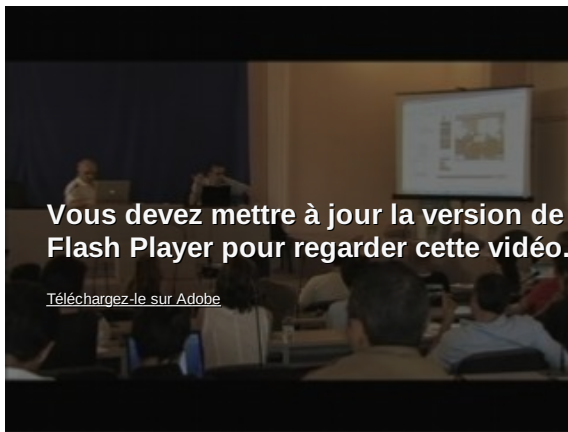 Vous devez mettre à jour la version de
Flash Player pour regarder cette vidéo.
Téléchargez-le sur Adobe